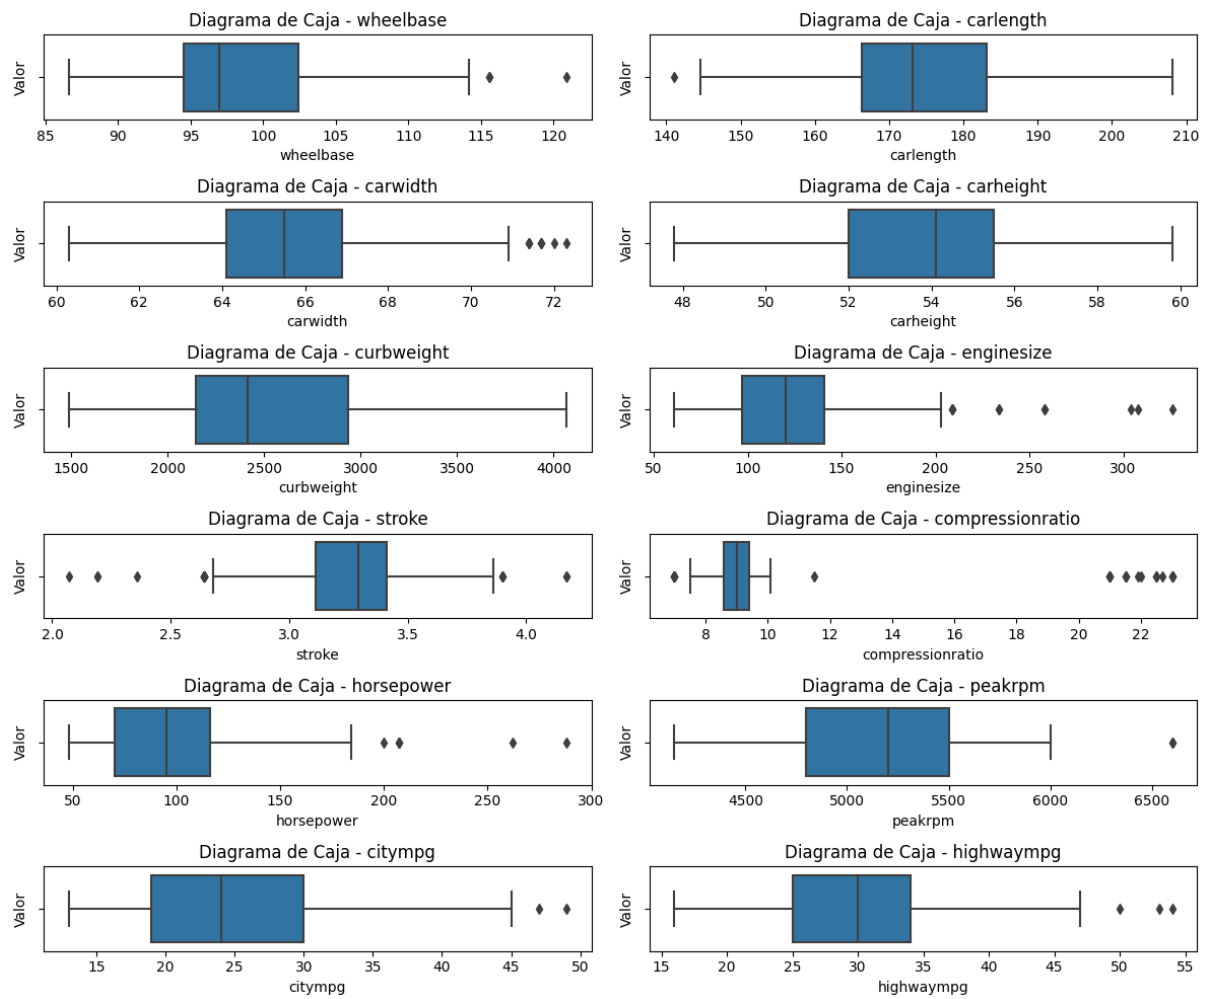 Diagrama de Caja - wheelbase
Valor
85 90 95 100 105 110 115 120
wheelbase
Diagrama de Caja - carlength
Valor
140 150 160 170 180 190 200 210
carlength
Diagrama de Caja - carwidth
Valor
60 62 64 66 68 70 72
carwidth
Diagrama de Caja - carheight
Valor
48 50 52 54 56 58 60
carheight
Diagrama de Caja - curbweight
Valor
1500 2000 2500 3000 3500 4000
curbweight
Diagrama de Caja - enginesize
Valor
50 100 150 200 250 300
enginesize
Diagrama de Caja - stroke
Valor
2.0 2.5 3.0 3.5 4.0
stroke
Diagrama de Caja - compressionratio
Valor
8 10 12 14 16 18 20 22
compressionratio
Diagrama de Caja - horsepower
Valor
50 100 150 200 250 300
horsepower
Diagrama de Caja - peakrpm
Valor
4500 5000 5500 6000 6500
peakrpm
Diagrama de Caja - citympg
Valor
15 20 25 30 35 40 45 50
citympg
Diagrama de Caja - highwaympg
Valor
15 20 25 30 35 40 45 50 55
highwaympg